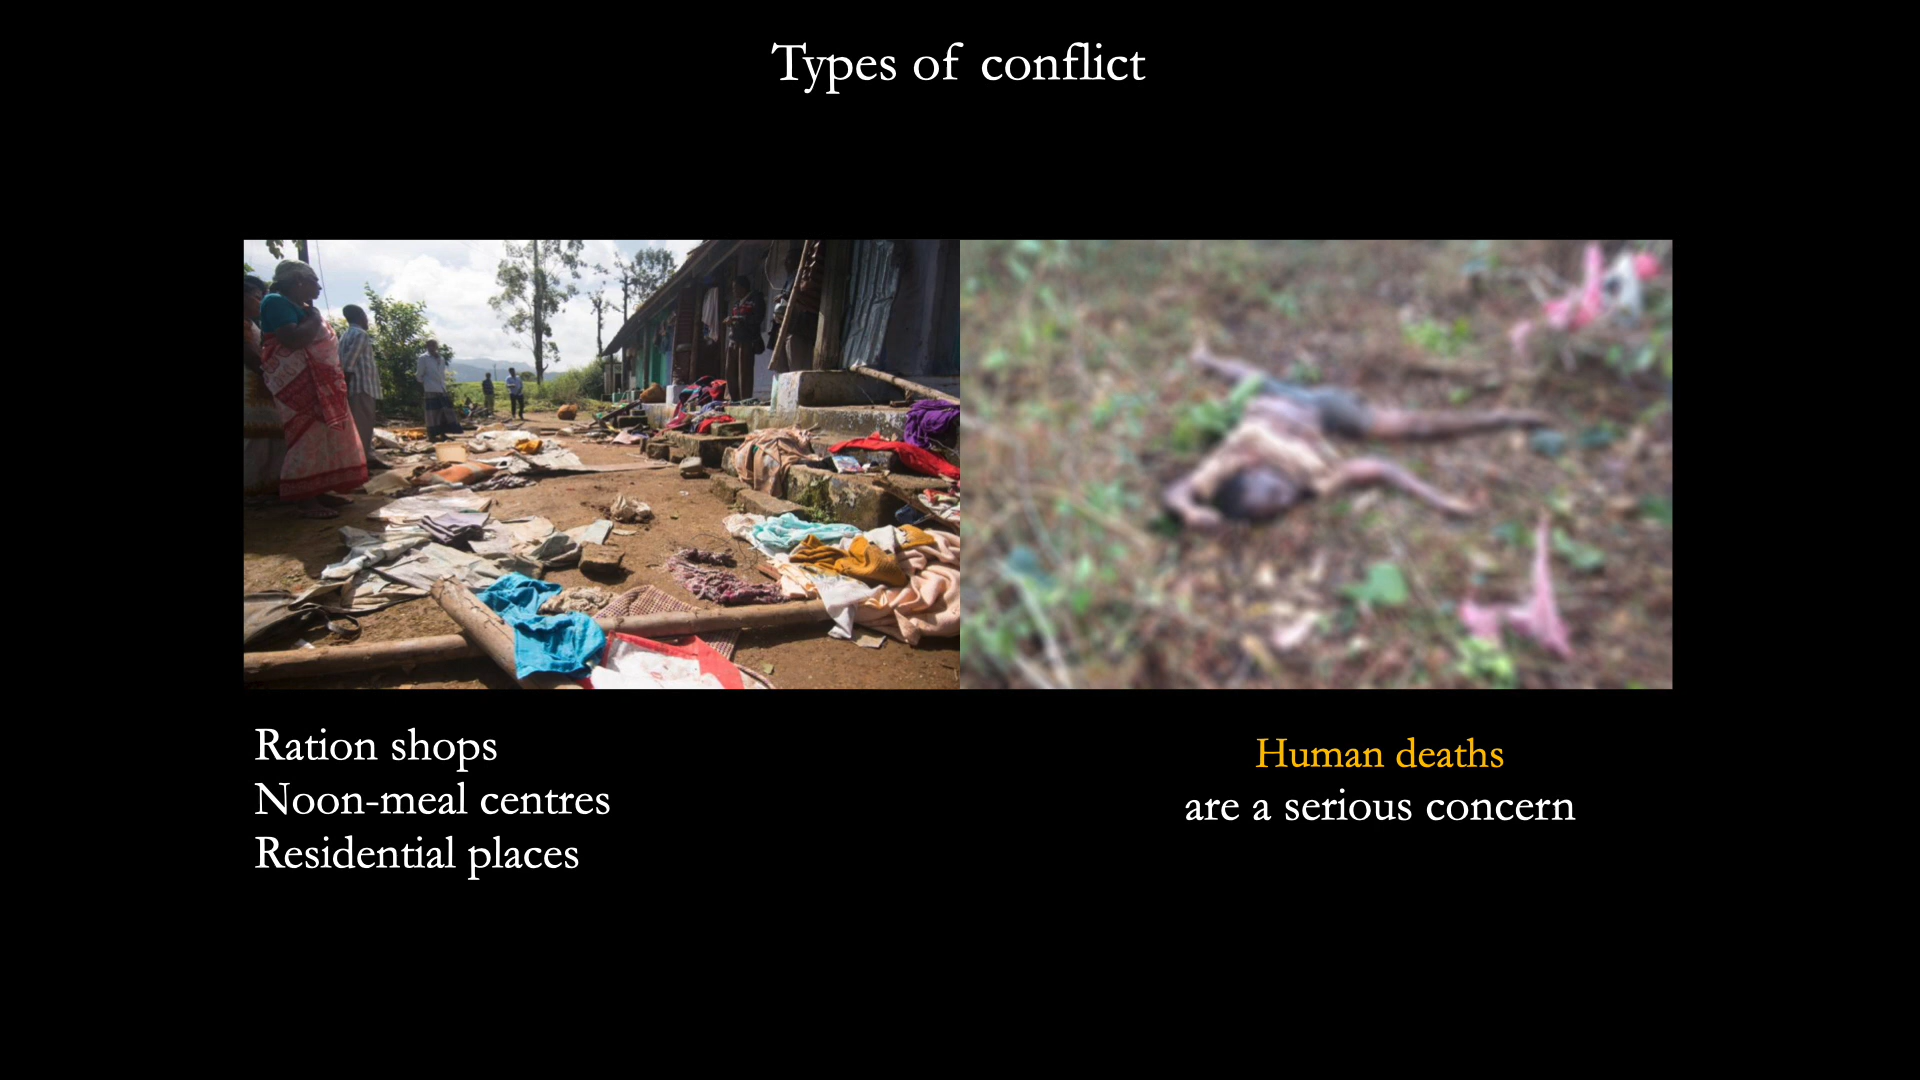 Types of conflict
Ration shops
Noon-meal centres
Residential places
Human deaths
are a serious concern